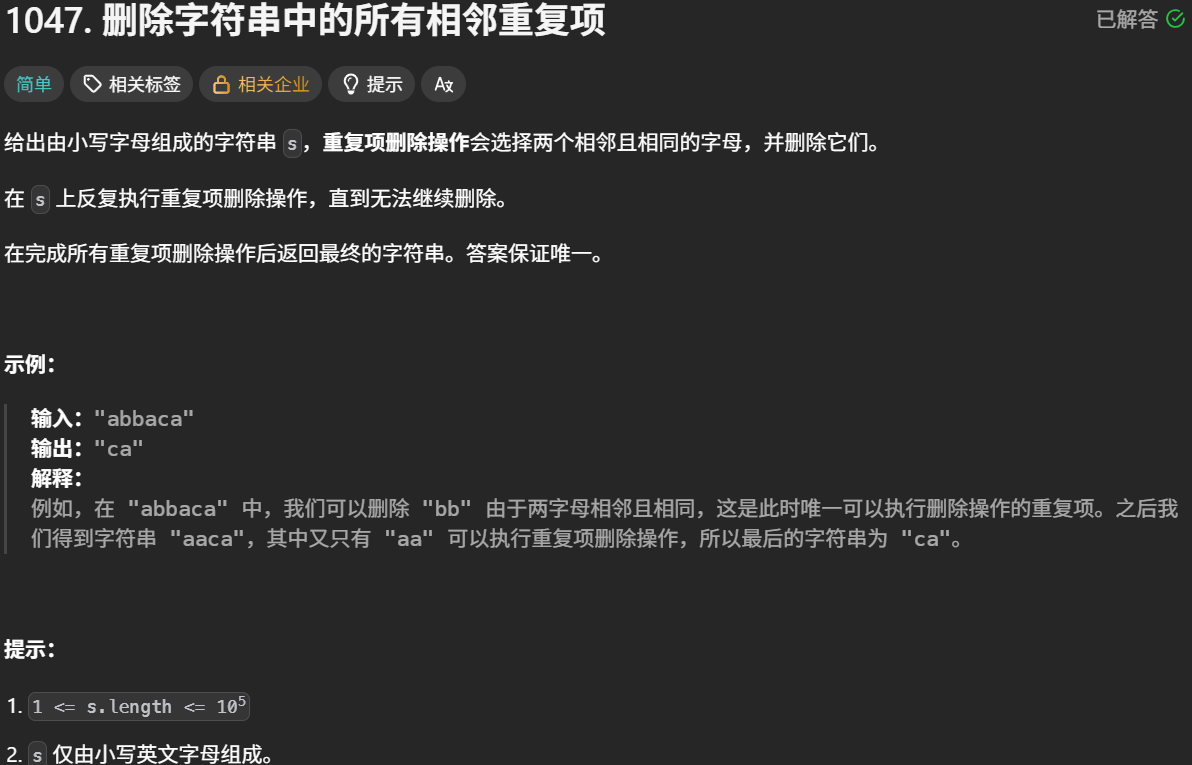 1047. 删除字符串中的所有相邻重复项
已解答
简单 相关标签 相关企业 提示
给出由小写字母组成的字符串 s，重复项删除操作会选择两个相邻且相同的字母，并删除它们。
在 s 上反复执行重复项删除操作，直到无法继续删除。
在完成所有重复项删除操作后返回最终的字符串。答案保证唯一。
示例：
输入："abbaca"
输出："ca"
解释：
例如，在 "abbaca" 中，我们可以删除 "bb" 由于两字母相邻且相同，这是此时唯一可以执行删除操作的重复项。之后我
们得到字符串 "aaca"，其中又只有 "aa" 可以执行重复项删除操作，所以最后的字符串为 "ca"。
提示：
1. 1 <= s.length <= 10⁵
2. s 仅由小写英文字母组成。